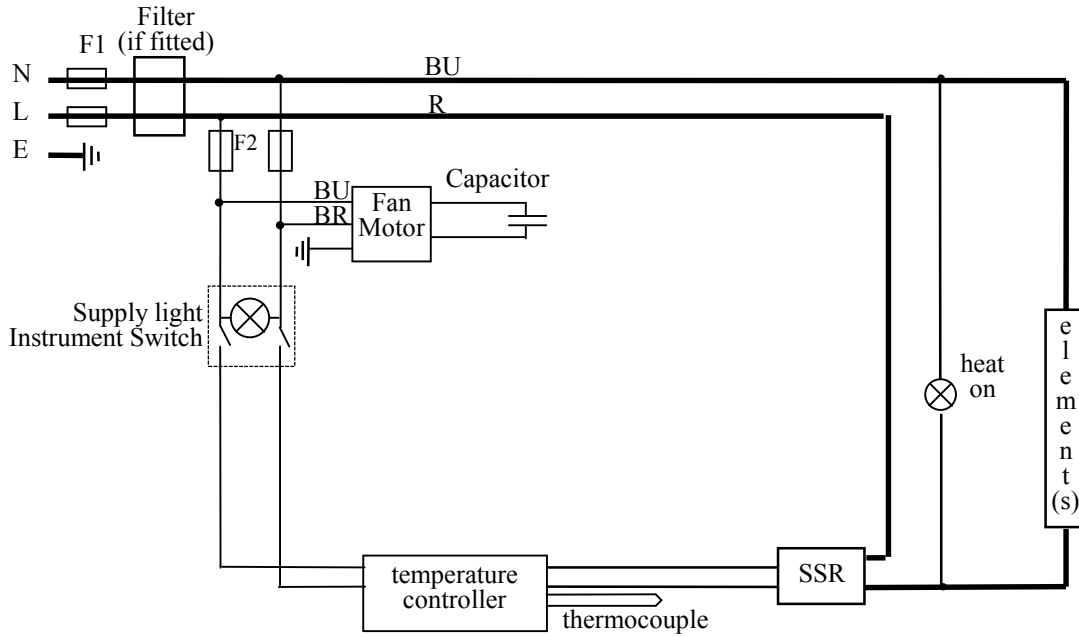 Filter
(if fitted)
F1
N
BU
L
R
E
F2
BU
BR
Fan
Motor
Capacitor
Supply light
Instrument Switch
heat
on
element(s)
temperature
controller
SSR
thermocouple